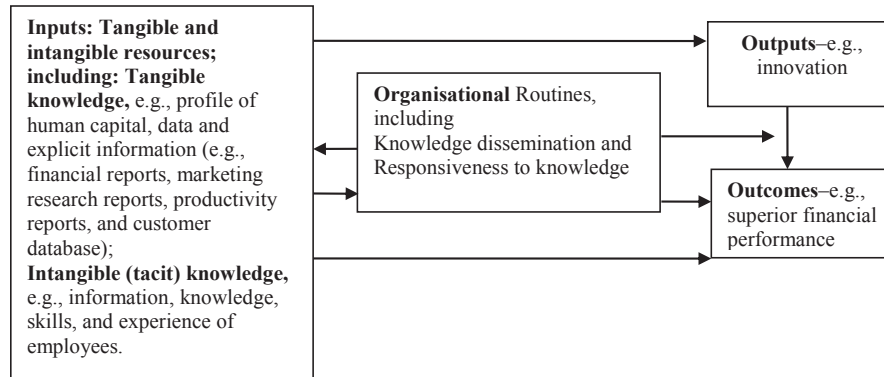 Inputs: Tangible and
intangible resources;
including: Tangible
knowledge, e.g., profile of
human capital, data and
explicit information (e.g.,
financial reports, marketing
research reports, productivity
reports, and customer
database);
Intangible (tacit) knowledge,
e.g., information, knowledge,
skills, and experience of
employees.
Organisational Routines,
including
Knowledge dissemination and
Responsiveness to knowledge
Outputs–e.g.,
innovation
Outcomes–e.g.,
superior financial
performance